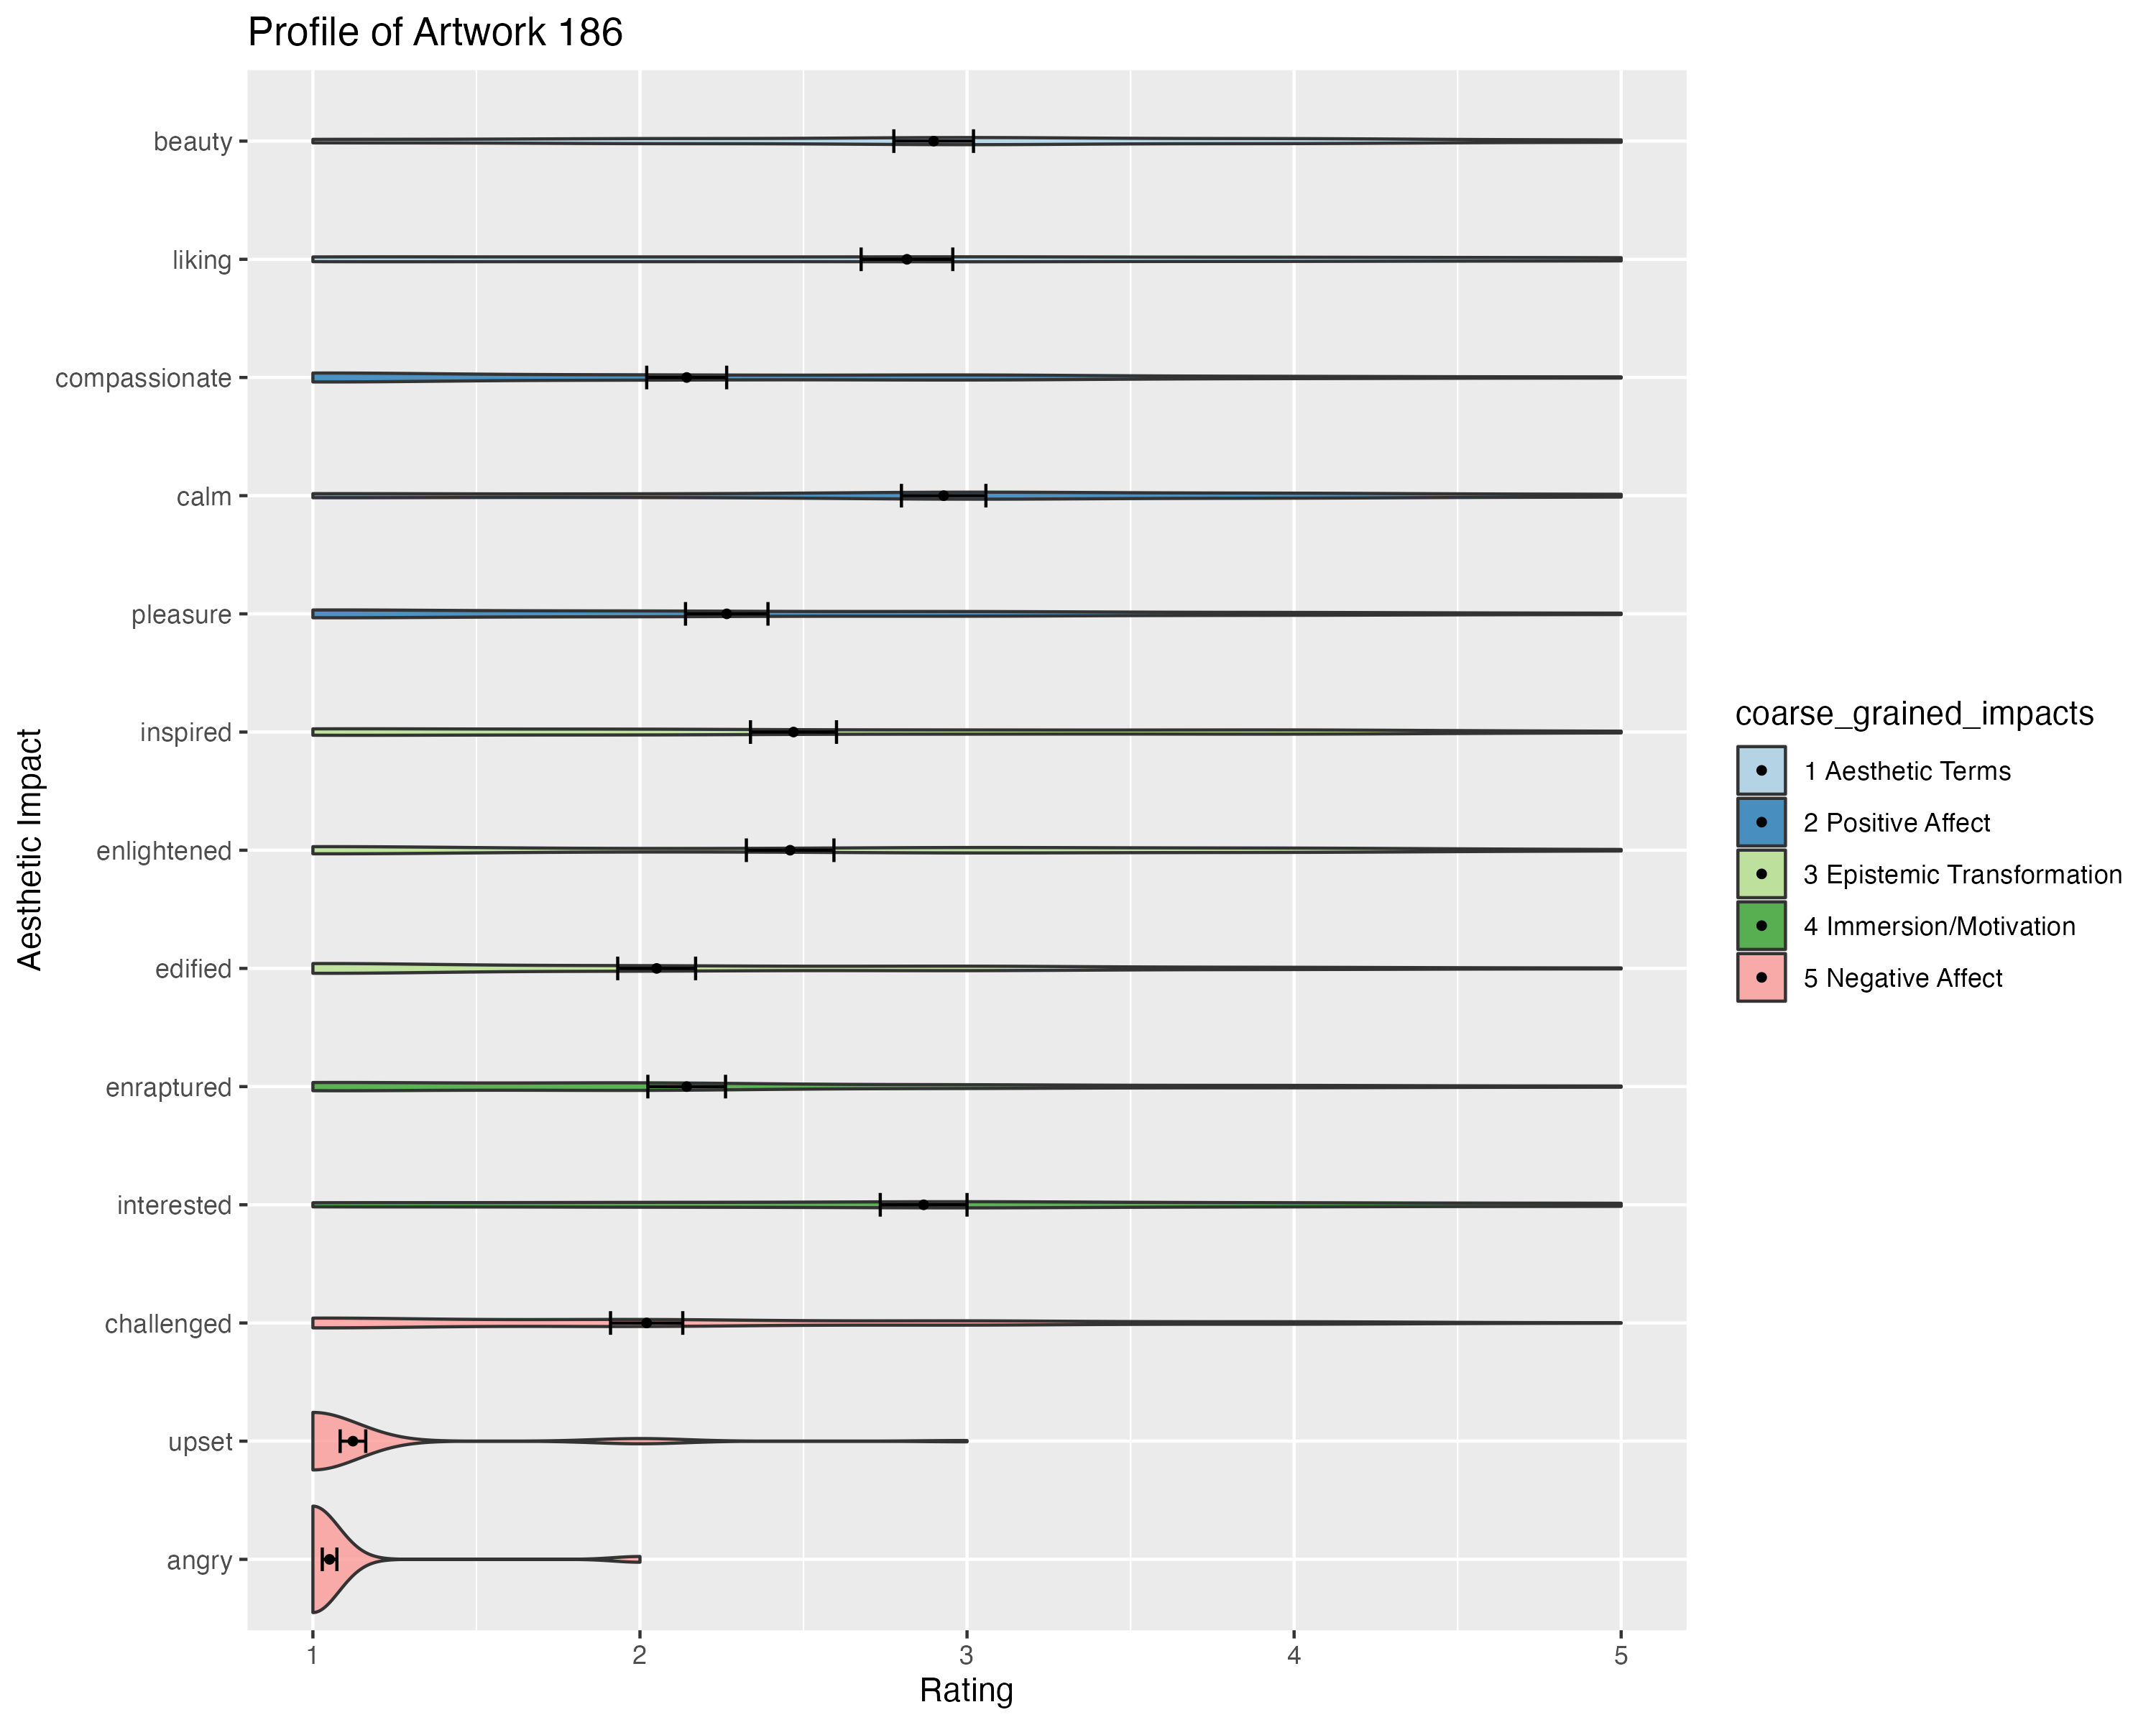 Profile of Artwork 186
Aesthetic Impact
beauty
liking
compassionate
calm
pleasure
inspired
enlightened
edified
enraptured
interested
challenged
upset
angry
1 2 3 4 5
Rating
coarse_grained_impacts
1 Aesthetic Terms
2 Positive Affect
3 Epistemic Transformation
4 Immersion/Motivation
5 Negative Affect